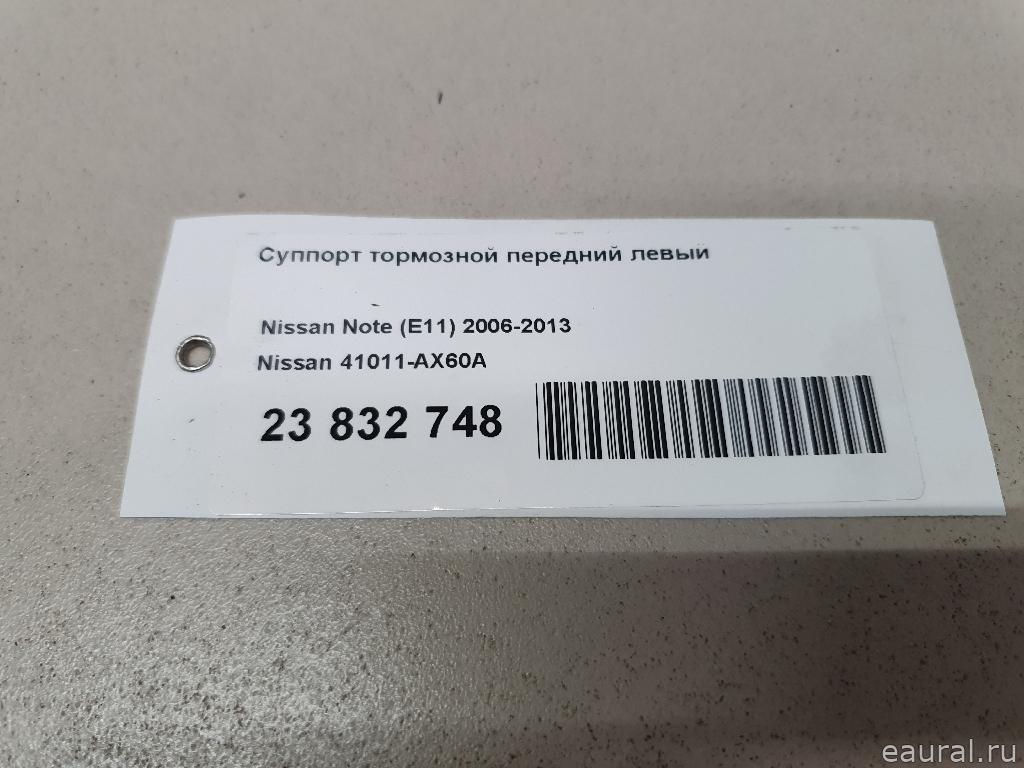 Суппорт тормозной передний левый
Nissan Note (E11) 2006-2013
Nissan 41011-AX60A
23 832 748
eaural.ru